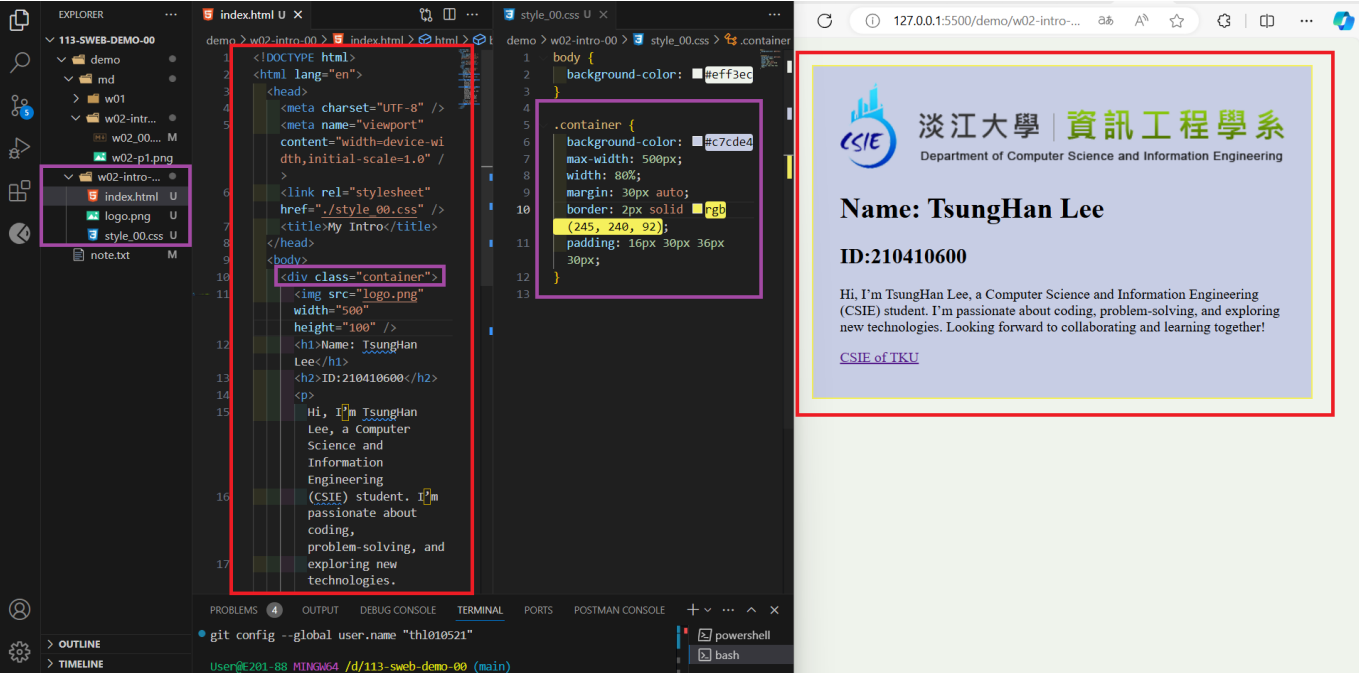 EXPLORER
113-SWEB-DEMO-00
demo
md
w01
w02-intr...
w02_00.... M
w02-p1.png
w02-intro-...
index.html U
logo.png U
style_00.css U
note.txt M
OUTLINE
TIMELINE
5
index.html U
demo > w02-intro-00 > index.html > html >
1 <!DOCTYPE html>
2 <html lang="en">
3 <head>
4 <meta charset="UTF-8" />
5 <meta name="viewport"
content="width=device-wi
dth,initial-scale=1.0" /
>
6 <link rel="stylesheet"
href="./style_00.css" />
7 <title>My Intro</title>
8 </head>
9 <body>
10 <div class="container">
11 <img src="logo.png"
width="500"
height="100" />
12 <h1>Name: TsungHan
Lee</h1>
13 <h2>ID:210410600</h2>
14 <p>
15 Hi, I’m TsungHan
Lee, a Computer
Science and
Information
Engineering
16 (CSIE) student. I’m
passionate about
coding,
problem-solving, and
17 exploring new
technologies.
style_00.css U
demo > w02-intro-00 > style_00.css > .container
1 body {
2 background-color: #eff3ec
3 }
4
5 .container {
6 background-color: #c7cde4
7 max-width: 500px;
8 width: 80%;
9 margin: 30px auto;
10 border: 2px solid rgb
(245, 240, 92);
11 padding: 16px 30px 36px
30px;
12 }
13
PROBLEMS 4 OUTPUT DEBUG CONSOLE TERMINAL PORTS POSTMAN CONSOLE
git config --global user.name "thl010521"
User@E201-88 MINGW64 /d/113-sweb-demo-00 (main)
powershell
bash
127.0.0.1:5500/demo/w02-intro-...
CSIE
淡江大學 資訊工程學系
Department of Computer Science and Information Engineering
Name: TsungHan Lee
ID:210410600
Hi, I’m TsungHan Lee, a Computer Science and Information Engineering
(CSIE) student. I’m passionate about coding, problem-solving, and exploring
new technologies. Looking forward to collaborating and learning together!
CSIE of TKU